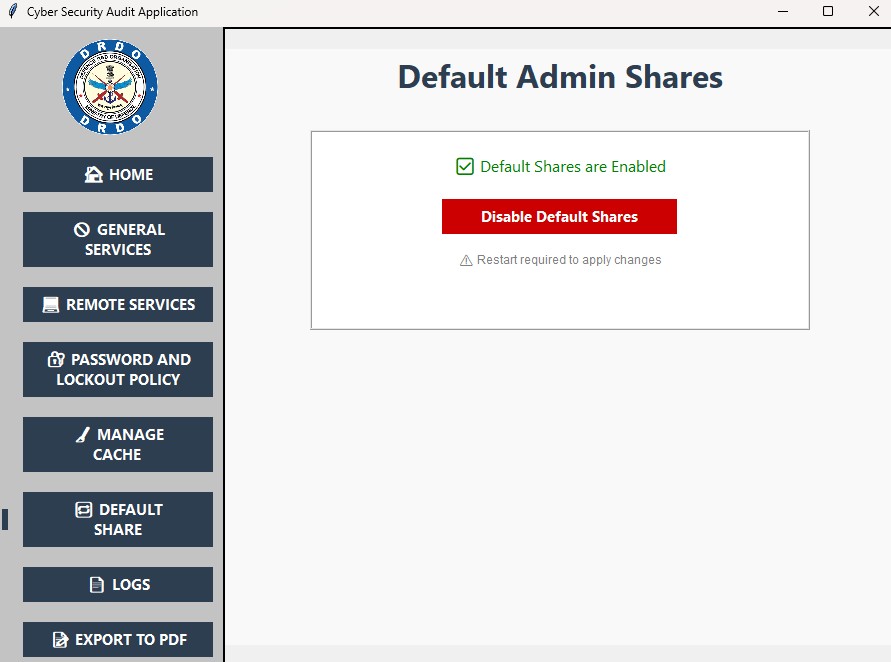 Cyber Security Audit Application
DRDO
DRDO
HOME
GENERAL
SERVICES
REMOTE SERVICES
PASSWORD AND
LOCKOUT POLICY
MANAGE
CACHE
DEFAULT
SHARE
LOGS
EXPORT TO PDF
Default Admin Shares
Default Shares are Enabled
Disable Default Shares
Restart required to apply changes